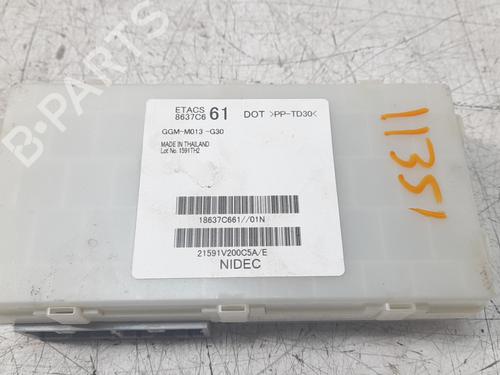 B-PARTS
ETACS
8637C6 61 DOT >PP-TD30<
GGM-M013-G30
MADE IN THAILAND
Lot No. 1591TH2
18637C661//01N
21591V200C5A/E
NIDEC
11351